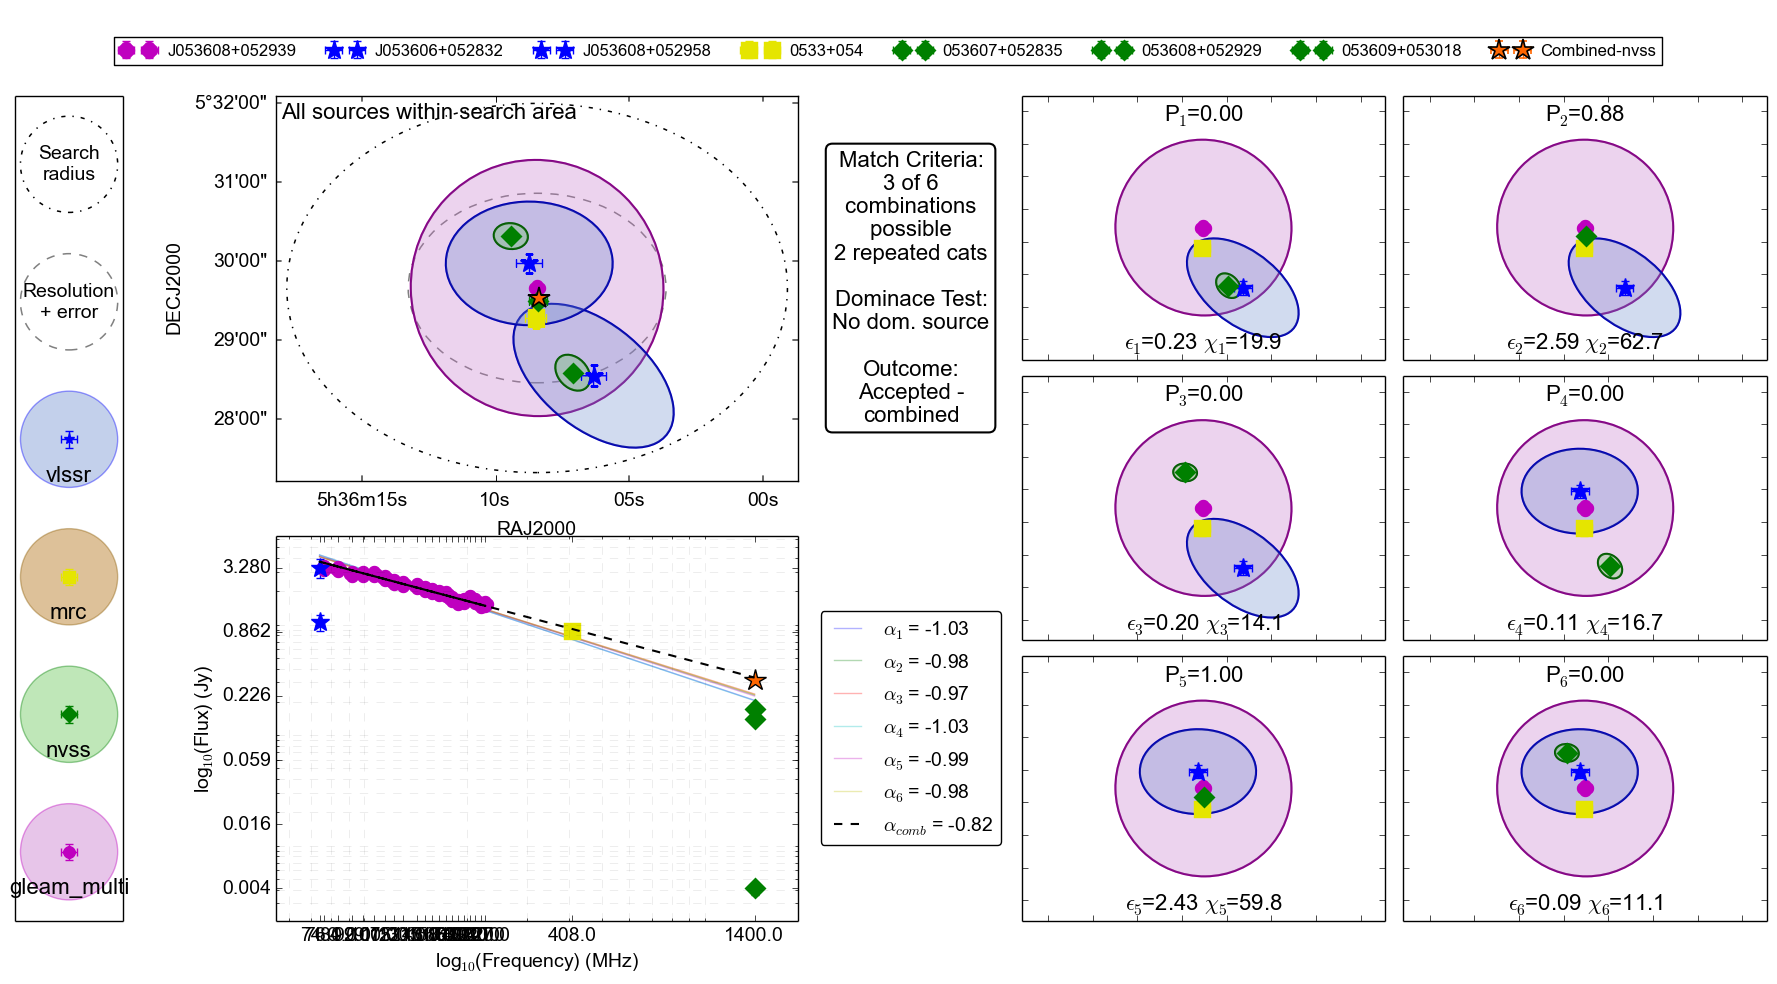 J053608+052939 J053606+052832 J053608+052958 0533+054 053607+052835 053608+052929 053609+053018 Combined-nvss
Search
radius
Resolution
+ error
vlssr
mrc
nvss
gleam_multi
All sources within search area
5°32'00"
31'00"
30'00"
29'00"
28'00"
DECJ2000
5h36m15s 10s 05s 00s
RAJ2000
Match Criteria:
3 of 6
combinations
possible
2 repeated cats
Dominace Test:
No dom. source
Outcome:
Accepted -
combined
3.280
0.862
0.226
0.059
0.016
0.004
log10(Flux) (Jy)
408.0 1400.0
log10(Frequency) (MHz)
α1 = -1.03
α2 = -0.98
α3 = -0.97
α4 = -1.03
α5 = -0.99
α6 = -0.98
αcomb = -0.82
P1=0.00
ϵ1=0.23 χ1=19.9
P2=0.88
ϵ2=2.59 χ2=62.7
P3=0.00
ϵ3=0.20 χ3=14.1
P4=0.00
ϵ4=0.11 χ4=16.7
P5=1.00
ϵ5=2.43 χ5=59.8
P6=0.00
ϵ6=0.09 χ6=11.1